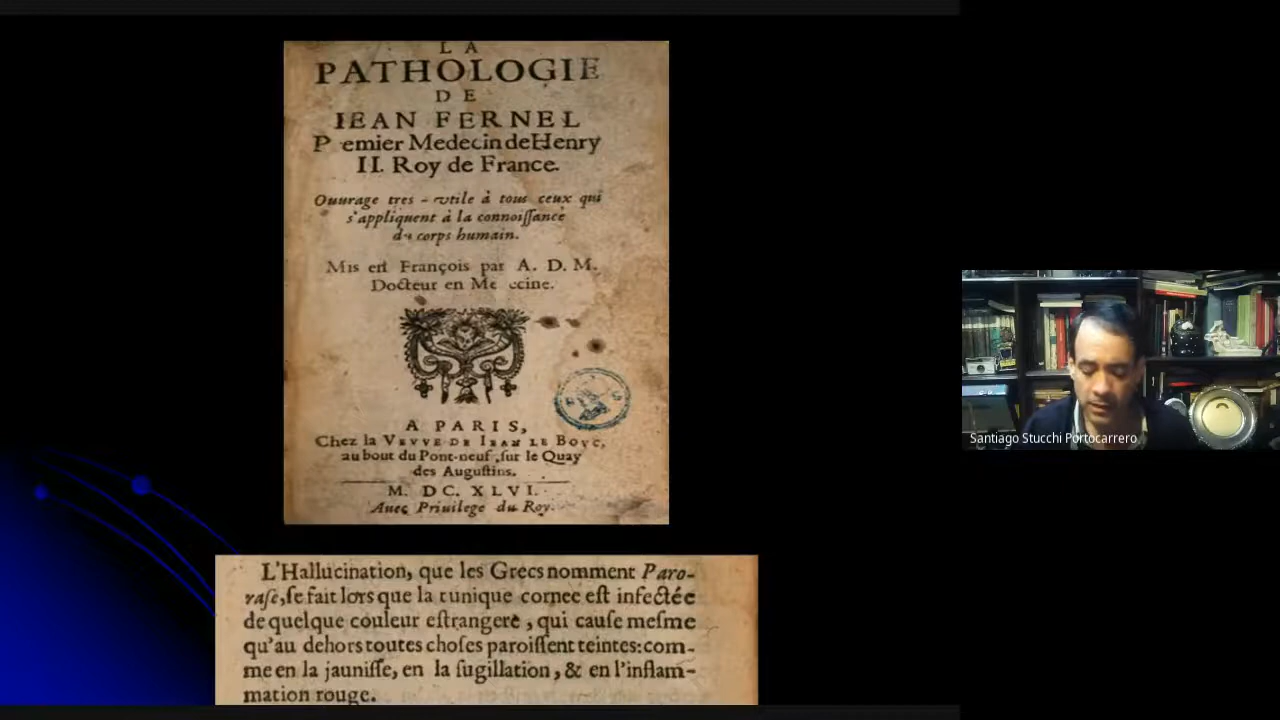 LA
PATHOLOGIE
DE
IEAN FERNEL
P emier Medecin de Henry
II. Roy de France.
Ouurage tres-vtile à tous ceux qui
s'appliquent à la connoiſſance
du corps humain.
Mis en François par A. D. M.
Docteur en Me ecine.
A PARIS,
Chez la VEVVE DE IEAN LE BOVC,
au bout du Pont-neuf, ſur le Quay
des Auguſtins.
M. DC. XLVI.
Auec Priuilege du Roy.
L'Hallucination, que les Grecs nomment Paro-
raſe, ſe fait lors que la tunique cornee eſt infectée
de quelque couleur eſtrangere, qui cauſe meſme
qu'au dehors toutes choſes paroiſſent teintes: com-
me en la jauniſſe, en la ſugillation, & en l'inflam-
mation rouge.
Santiago Stucchi Portocarrero